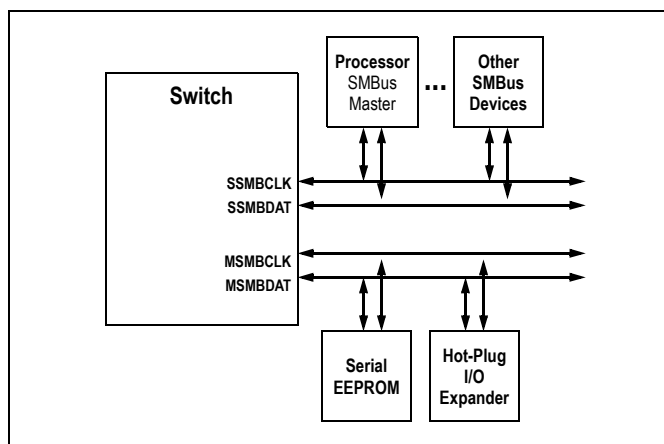 Processor
SMBus
Master
...
Other
SMBus
Devices
Switch
SSMBCLK
SSMBDAT
MSMBCLK
MSMBDAT
Serial
EEPROM
Hot-Plug
I/O
Expander